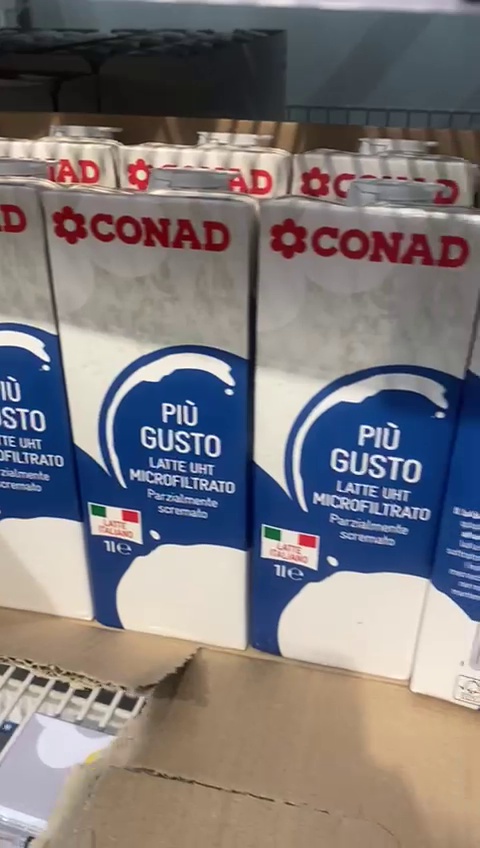 CONAD
CONAD
PIÙ
GUSTO
LATTE UHT
MICROFILTRATO
Parzialmente
scremato
LATTE
ITALIANO
1l℮
CONAD
PIÙ
GUSTO
LATTE UHT
MICROFILTRATO
Parzialmente
scremato
LATTE
ITALIANO
1l℮